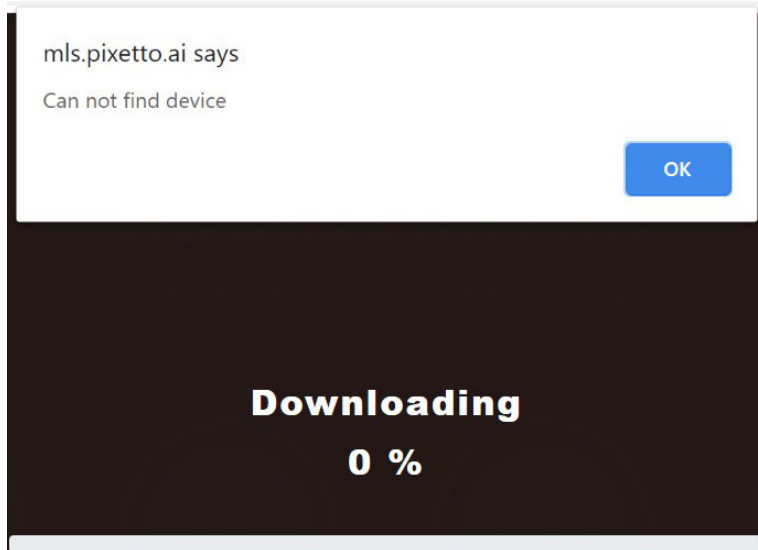 mls.pixetto.ai says
Can not find device
OK
Downloading
0 %